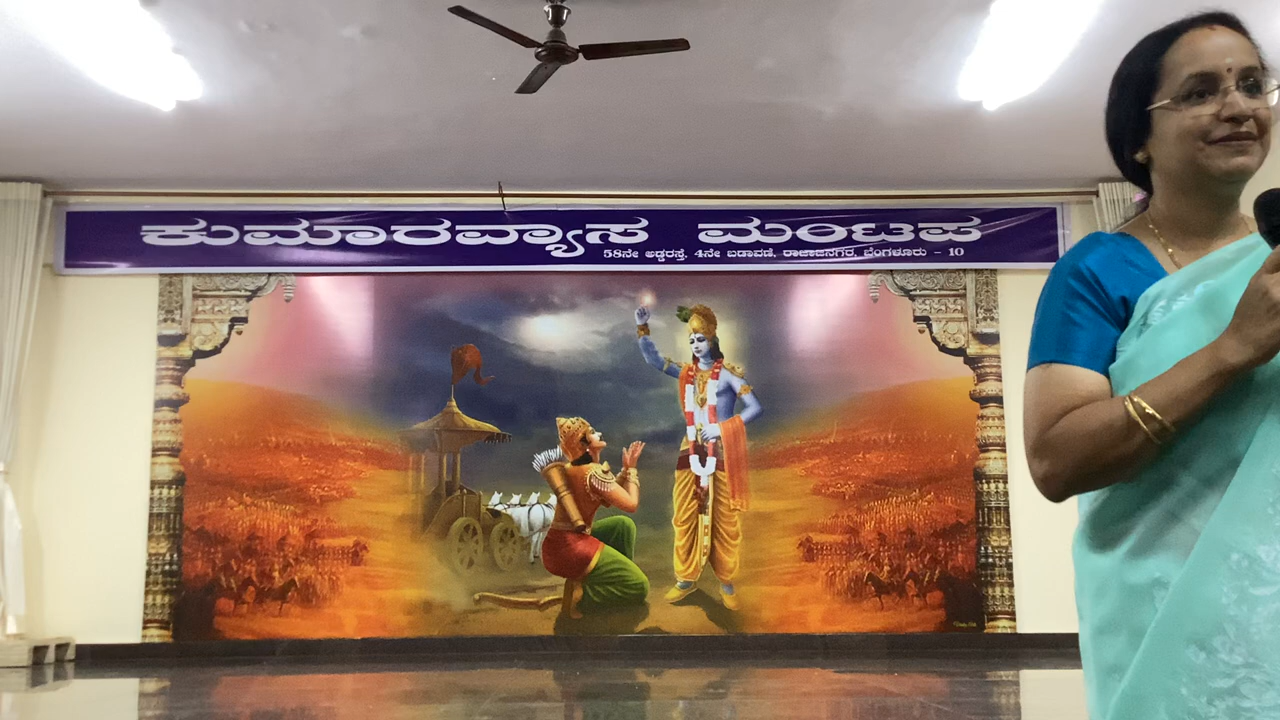 ಕುಮಾರವ್ಯಾಸ ಮಂಟಪ
58ನೇ ಅಡ್ಡರಸ್ತೆ, 4ನೇ ಬಡಾವಣೆ, ರಾಜಾಜಿನಗರ, ಬೆಂಗಳೂರು - 10